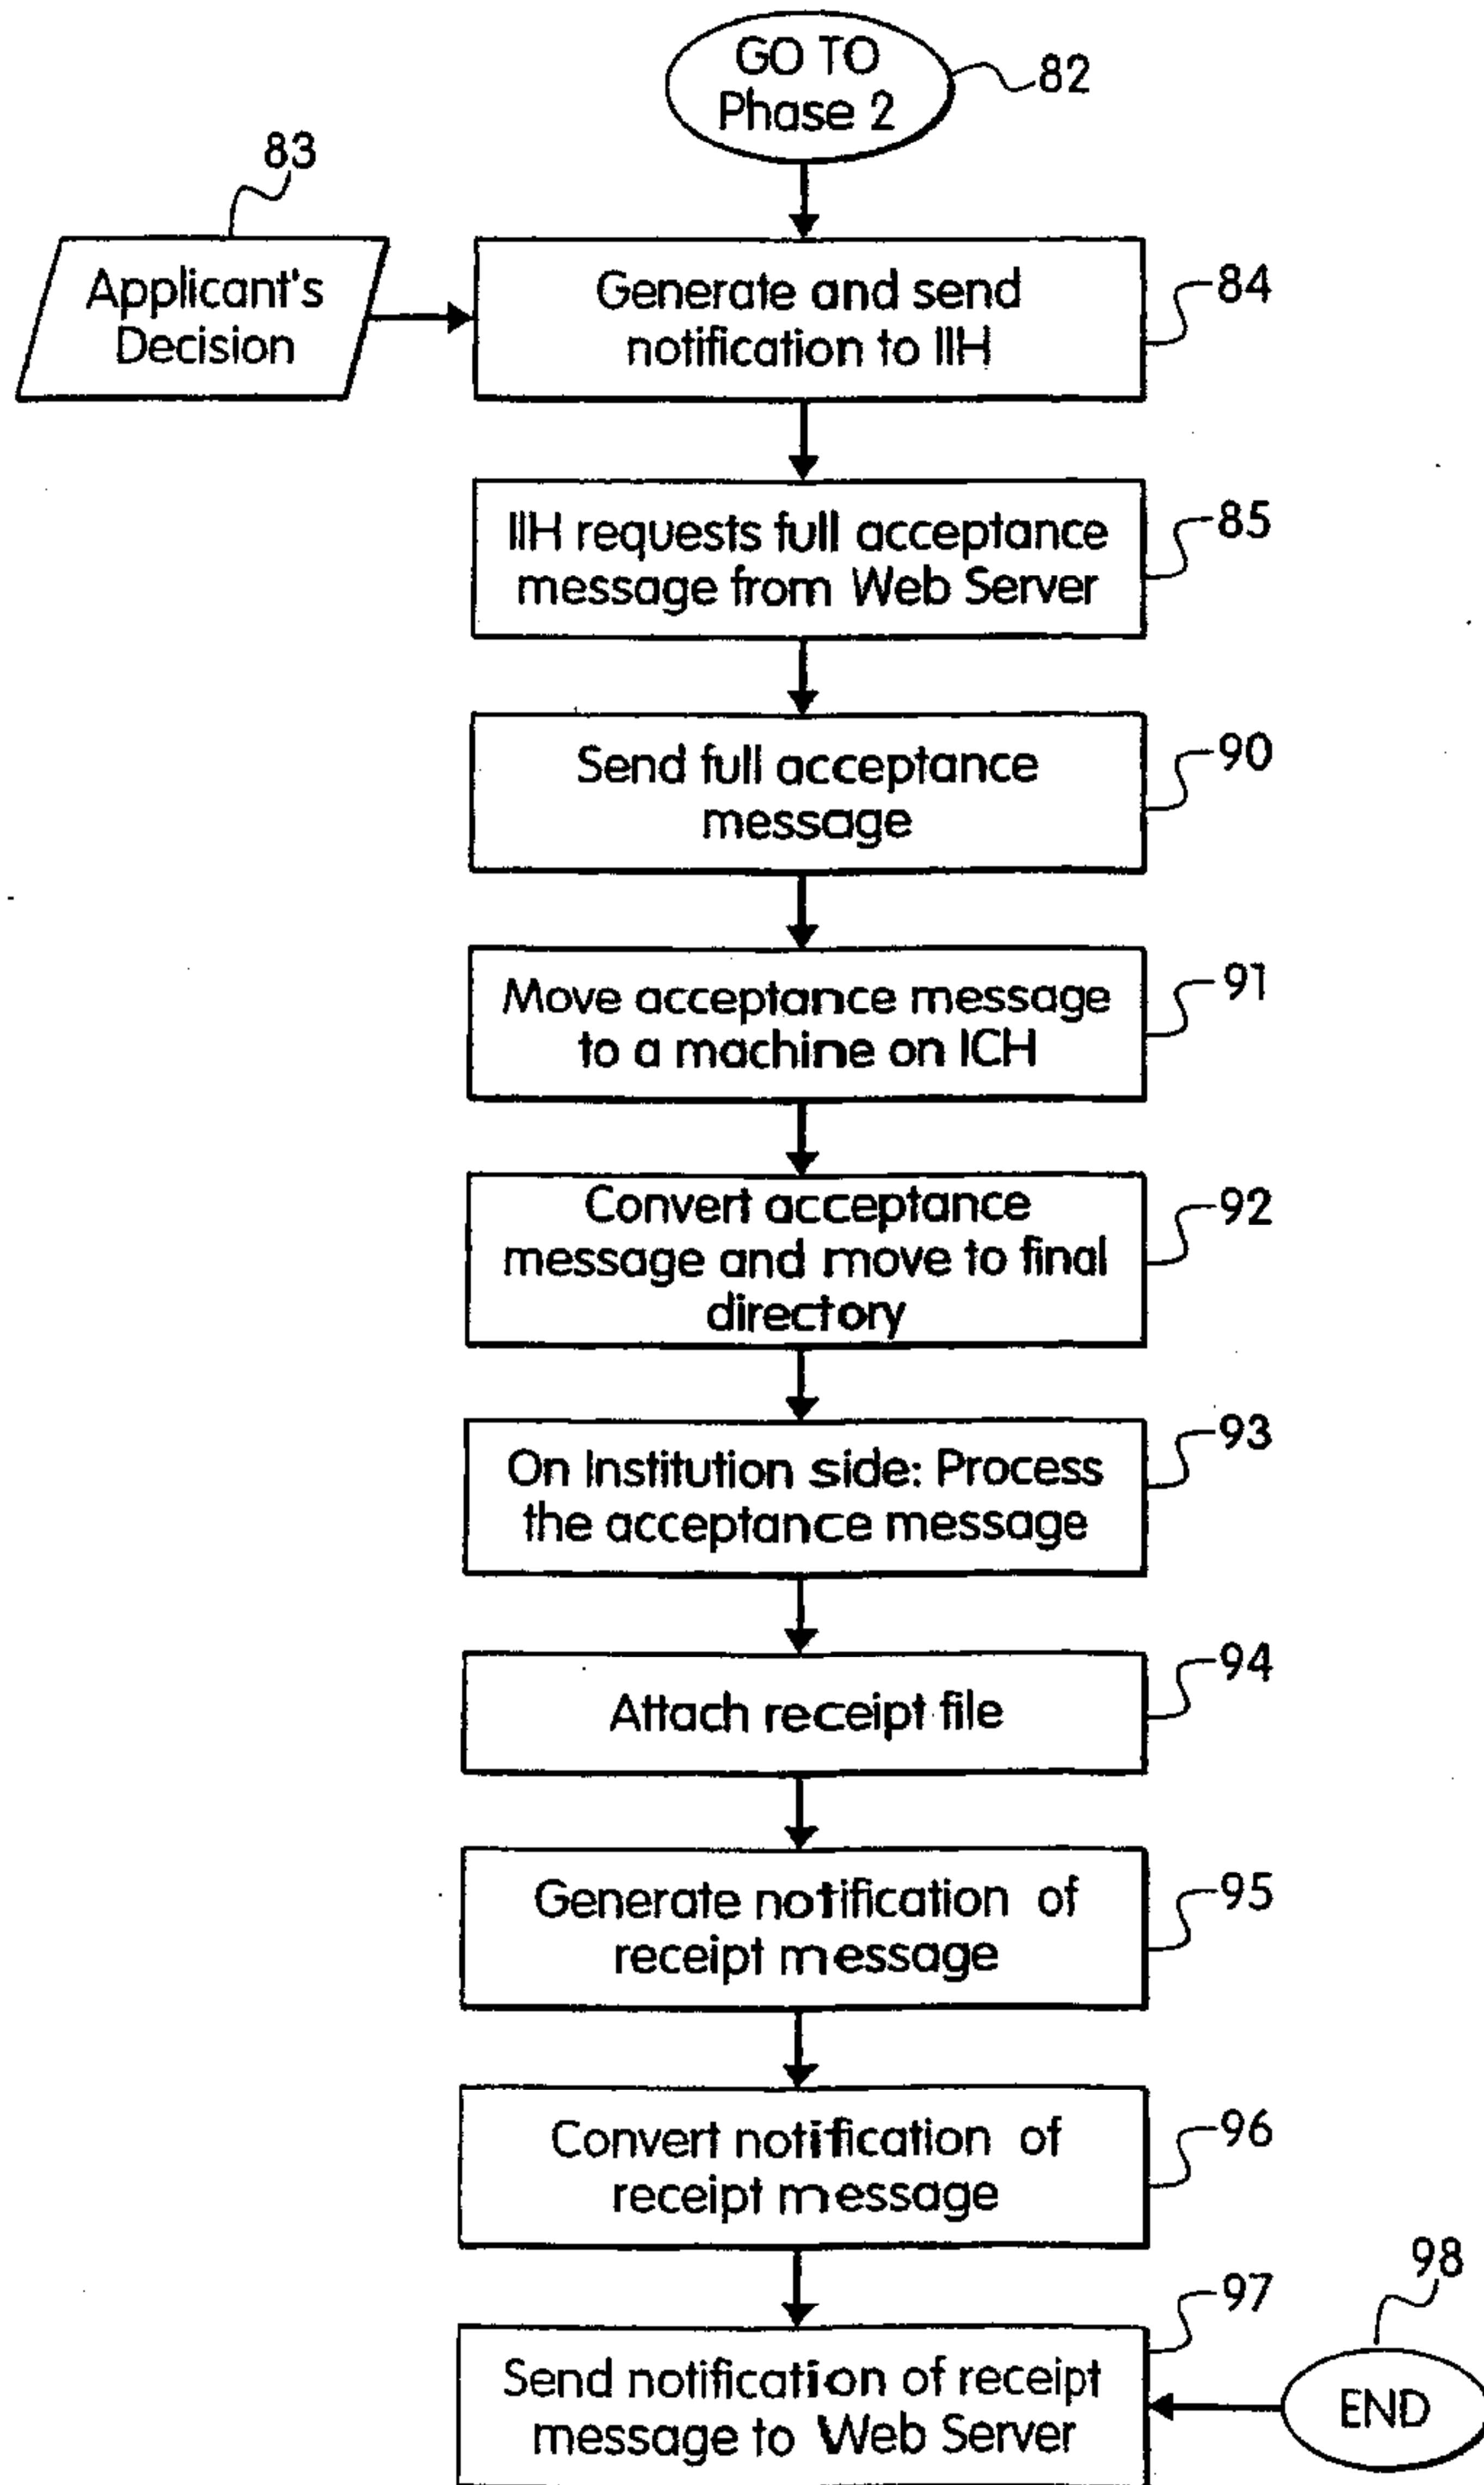 GO TO
Phase 2
82
83
Applicant's
Decision
Generate and send
notification to IIH
84
IIH requests full acceptance
message from Web Server
85
Send full acceptance
message
90
Move acceptance message
to a machine on ICH
91
Convert acceptance
message and move to final
directory
92
On Institution side: Process
the acceptance message
93
Attach receipt file
94
Generate notification of
receipt message
95
Convert notification of
receipt message
96
Send notification of receipt
message to Web Server
97
98
END